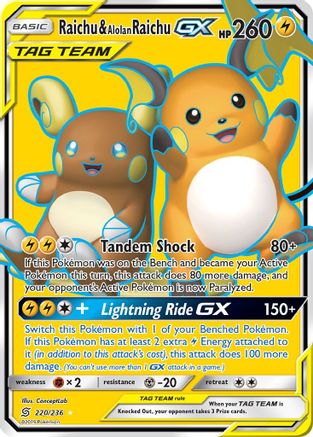 BASIC
Raichu & Alolan Raichu GX HP 260
TAG TEAM
Tandem Shock 80+
If this Pokémon was on the Bench and became your Active
Pokémon this turn, this attack does 80 more damage, and
your opponent's Active Pokémon is now Paralyzed.
+ Lightning Ride GX 150+
Switch this Pokémon with 1 of your Benched Pokémon.
If this Pokémon has at least 2 extra Energy attached to
it (in addition to this attack's cost), this attack does 100 more
damage. (You can't use more than 1 GX attack in a game.)
weakness × 2 resistance -20 retreat
Illus. ConceptLab
220/236
©2019 Pokémon
TAG TEAM rule
When your TAG TEAM is
Knocked Out, your opponent takes 3 Prize cards.